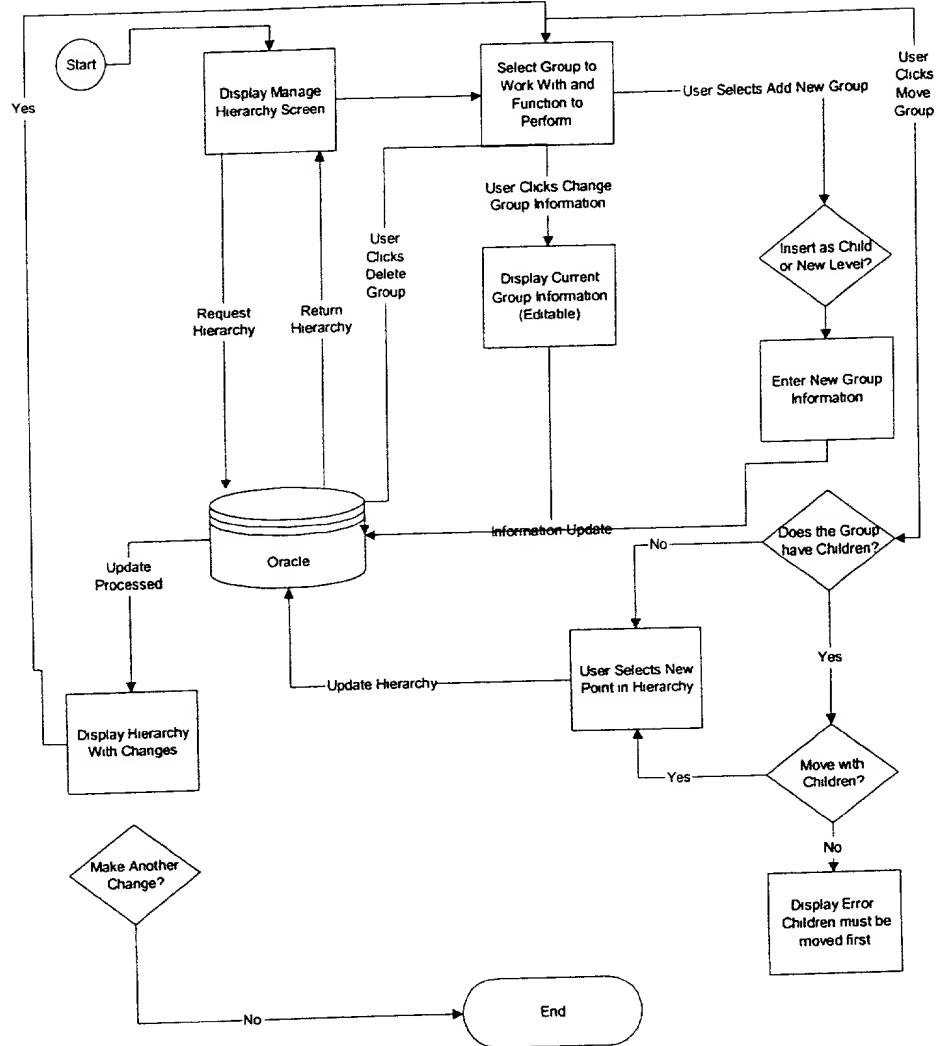 Start
Yes
Display Manage
Hierarchy Screen
Select Group to
Work With and
Function to
Perform
User Selects Add New Group
User
Clicks
Move
Group
User Clicks Change
Group Information
User
Clicks
Delete
Group
Insert as Child
or New Level?
Display Current
Group Information
(Editable)
Request
Hierarchy
Return
Hierarchy
Enter New Group
Information
Information Update
Oracle
Does the Group
have Children?
No
Update
Processed
Yes
User Selects New
Point in Hierarchy
Update Hierarchy
Display Hierarchy
With Changes
Move with
Children?
Yes
No
Make Another
Change?
Display Error
Children must be
moved first
End
No